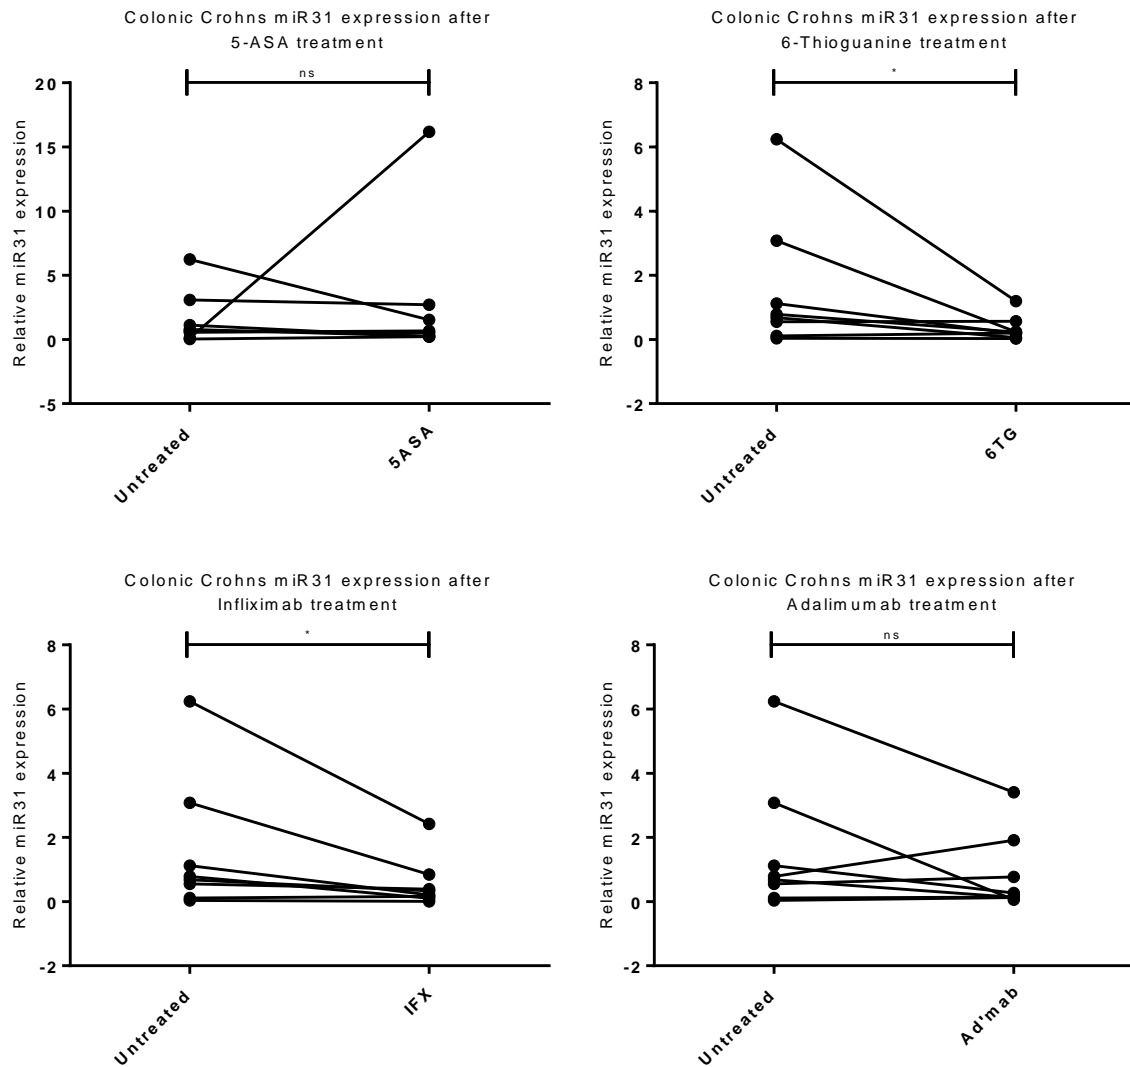 Colonic Crohns miR31 expression after
5-ASA treatment
ns
20
15
10
5
0
-5
Relative miR31 expression
Untreated
5ASA
Colonic Crohns miR31 expression after
6-Thioguanine treatment
*
8
6
4
2
0
-2
Relative miR31 expression
Untreated
6TG
Colonic Crohns miR31 expression after
Infliximab treatment
*
8
6
4
2
0
-2
Relative miR31 expression
Untreated
IFX
Colonic Crohns miR31 expression after
Adalimumab treatment
ns
8
6
4
2
0
-2
Relative miR31 expression
Untreated
Ad'mab